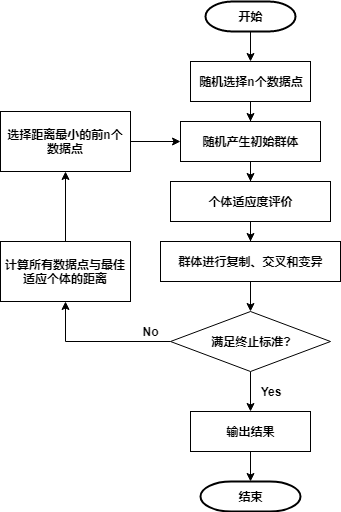 开始
随机选择n个数据点
选择距离最小的前n个
数据点
随机产生初始群体
个体适应度评价
计算所有数据点与最佳
适应个体的距离
群体进行复制、交叉和变异
No
满足终止标准？
Yes
输出结果
结束